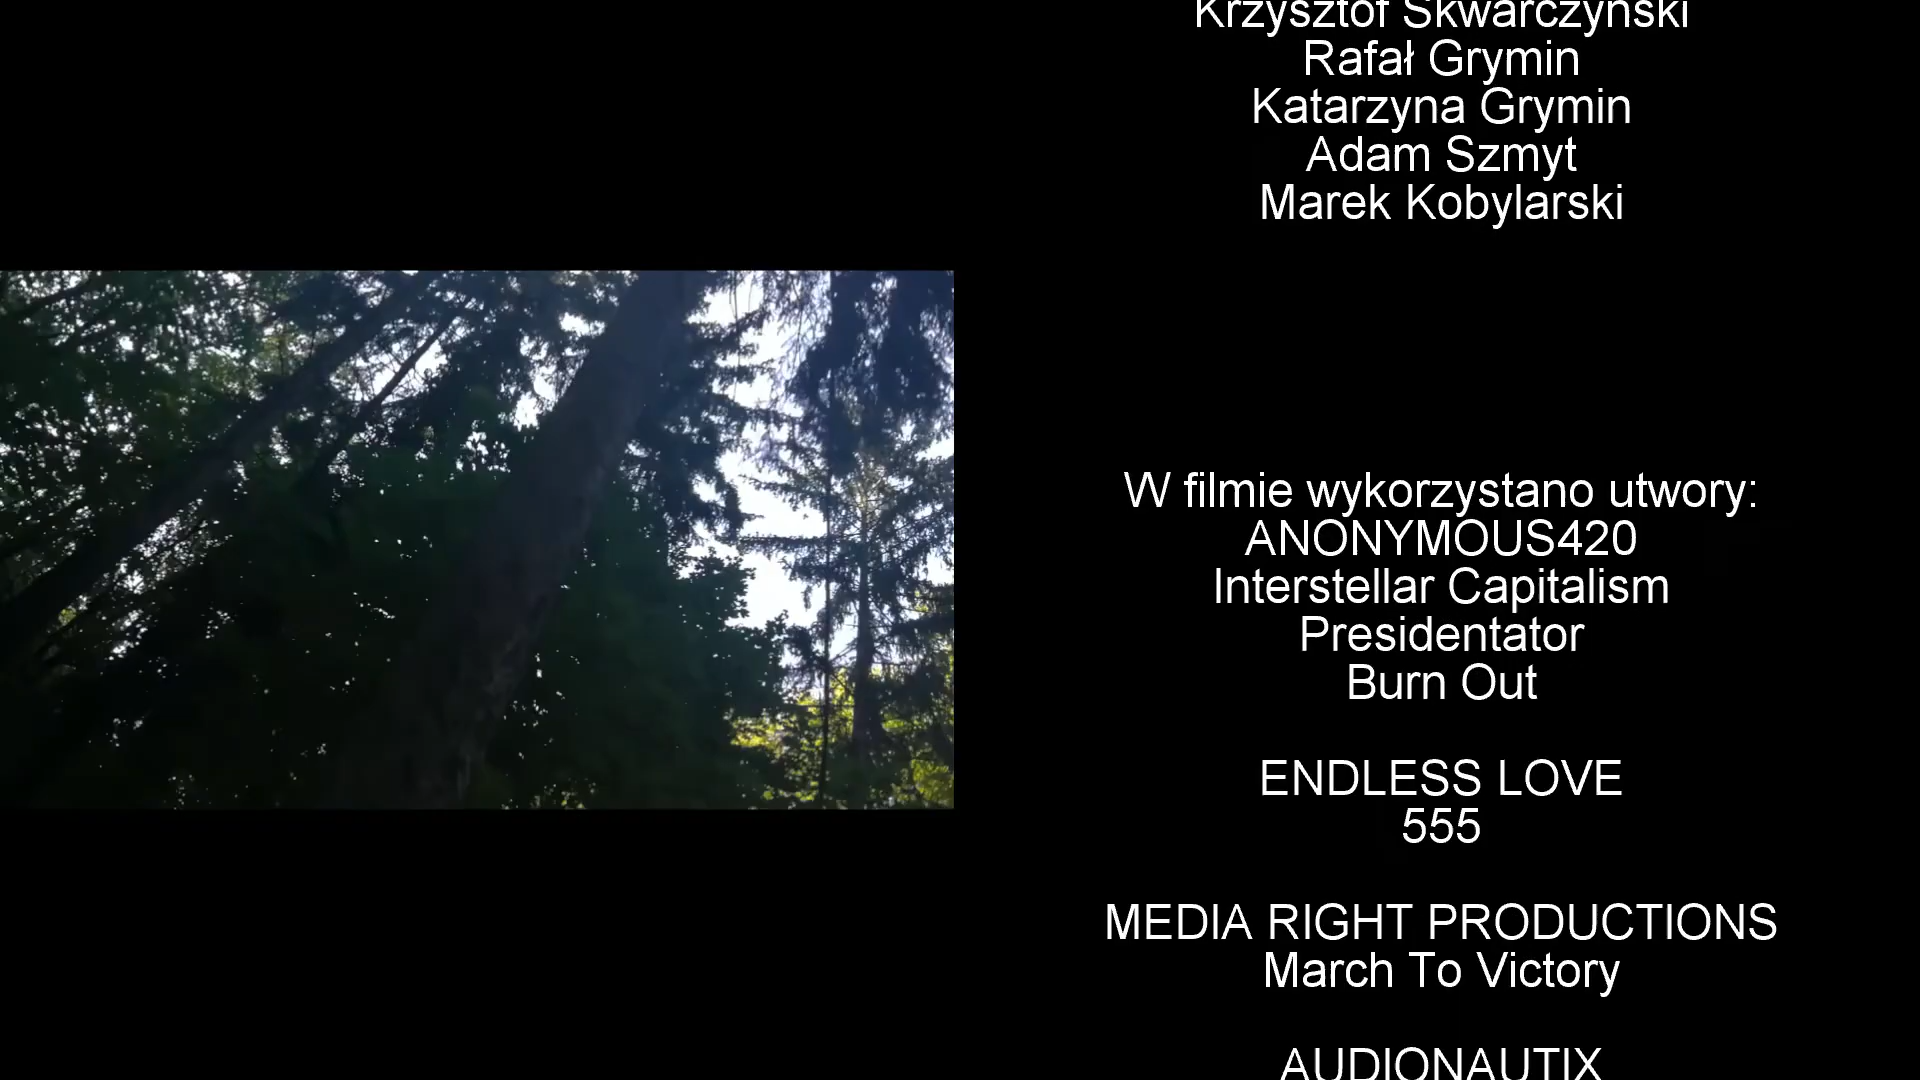 Krzysztof Skwarczyński
Rafał Grymin
Katarzyna Grymin
Adam Szmyt
Marek Kobylarski
W filmie wykorzystano utwory:
ANONYMOUS420
Interstellar Capitalism
Presidentator
Burn Out
ENDLESS LOVE
555
MEDIA RIGHT PRODUCTIONS
March To Victory
AUDIONAUTIX